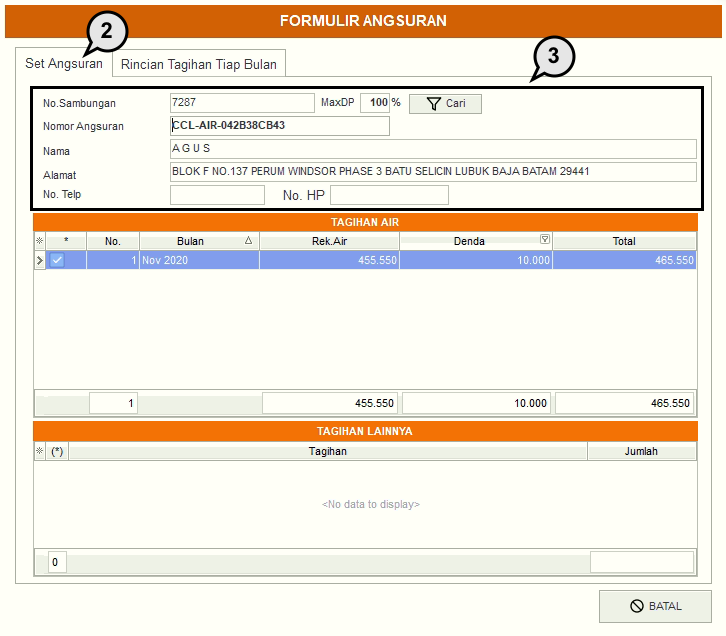 FORMULIR ANGSURAN
2
Set Angsuran Rincian Tagihan Tiap Bulan
3
No.Sambungan 7287 MaxDP 100 % Cari
Nomor Angsuran CCL-AIR-042B38CB43
Nama A G U S
Alamat BLOK F NO.137 PERUM WINDSOR PHASE 3 BATU SELICIN LUBUK BAJA BATAM 29441
No. Telp No. HP
TAGIHAN AIR
* No. Bulan Rek.Air Denda Total
1 Nov 2020 455.550 10.000 465.550
1 455.550 10.000 465.550
TAGIHAN LAINNYA
(*) Tagihan Jumlah
<No data to display>
0
BATAL